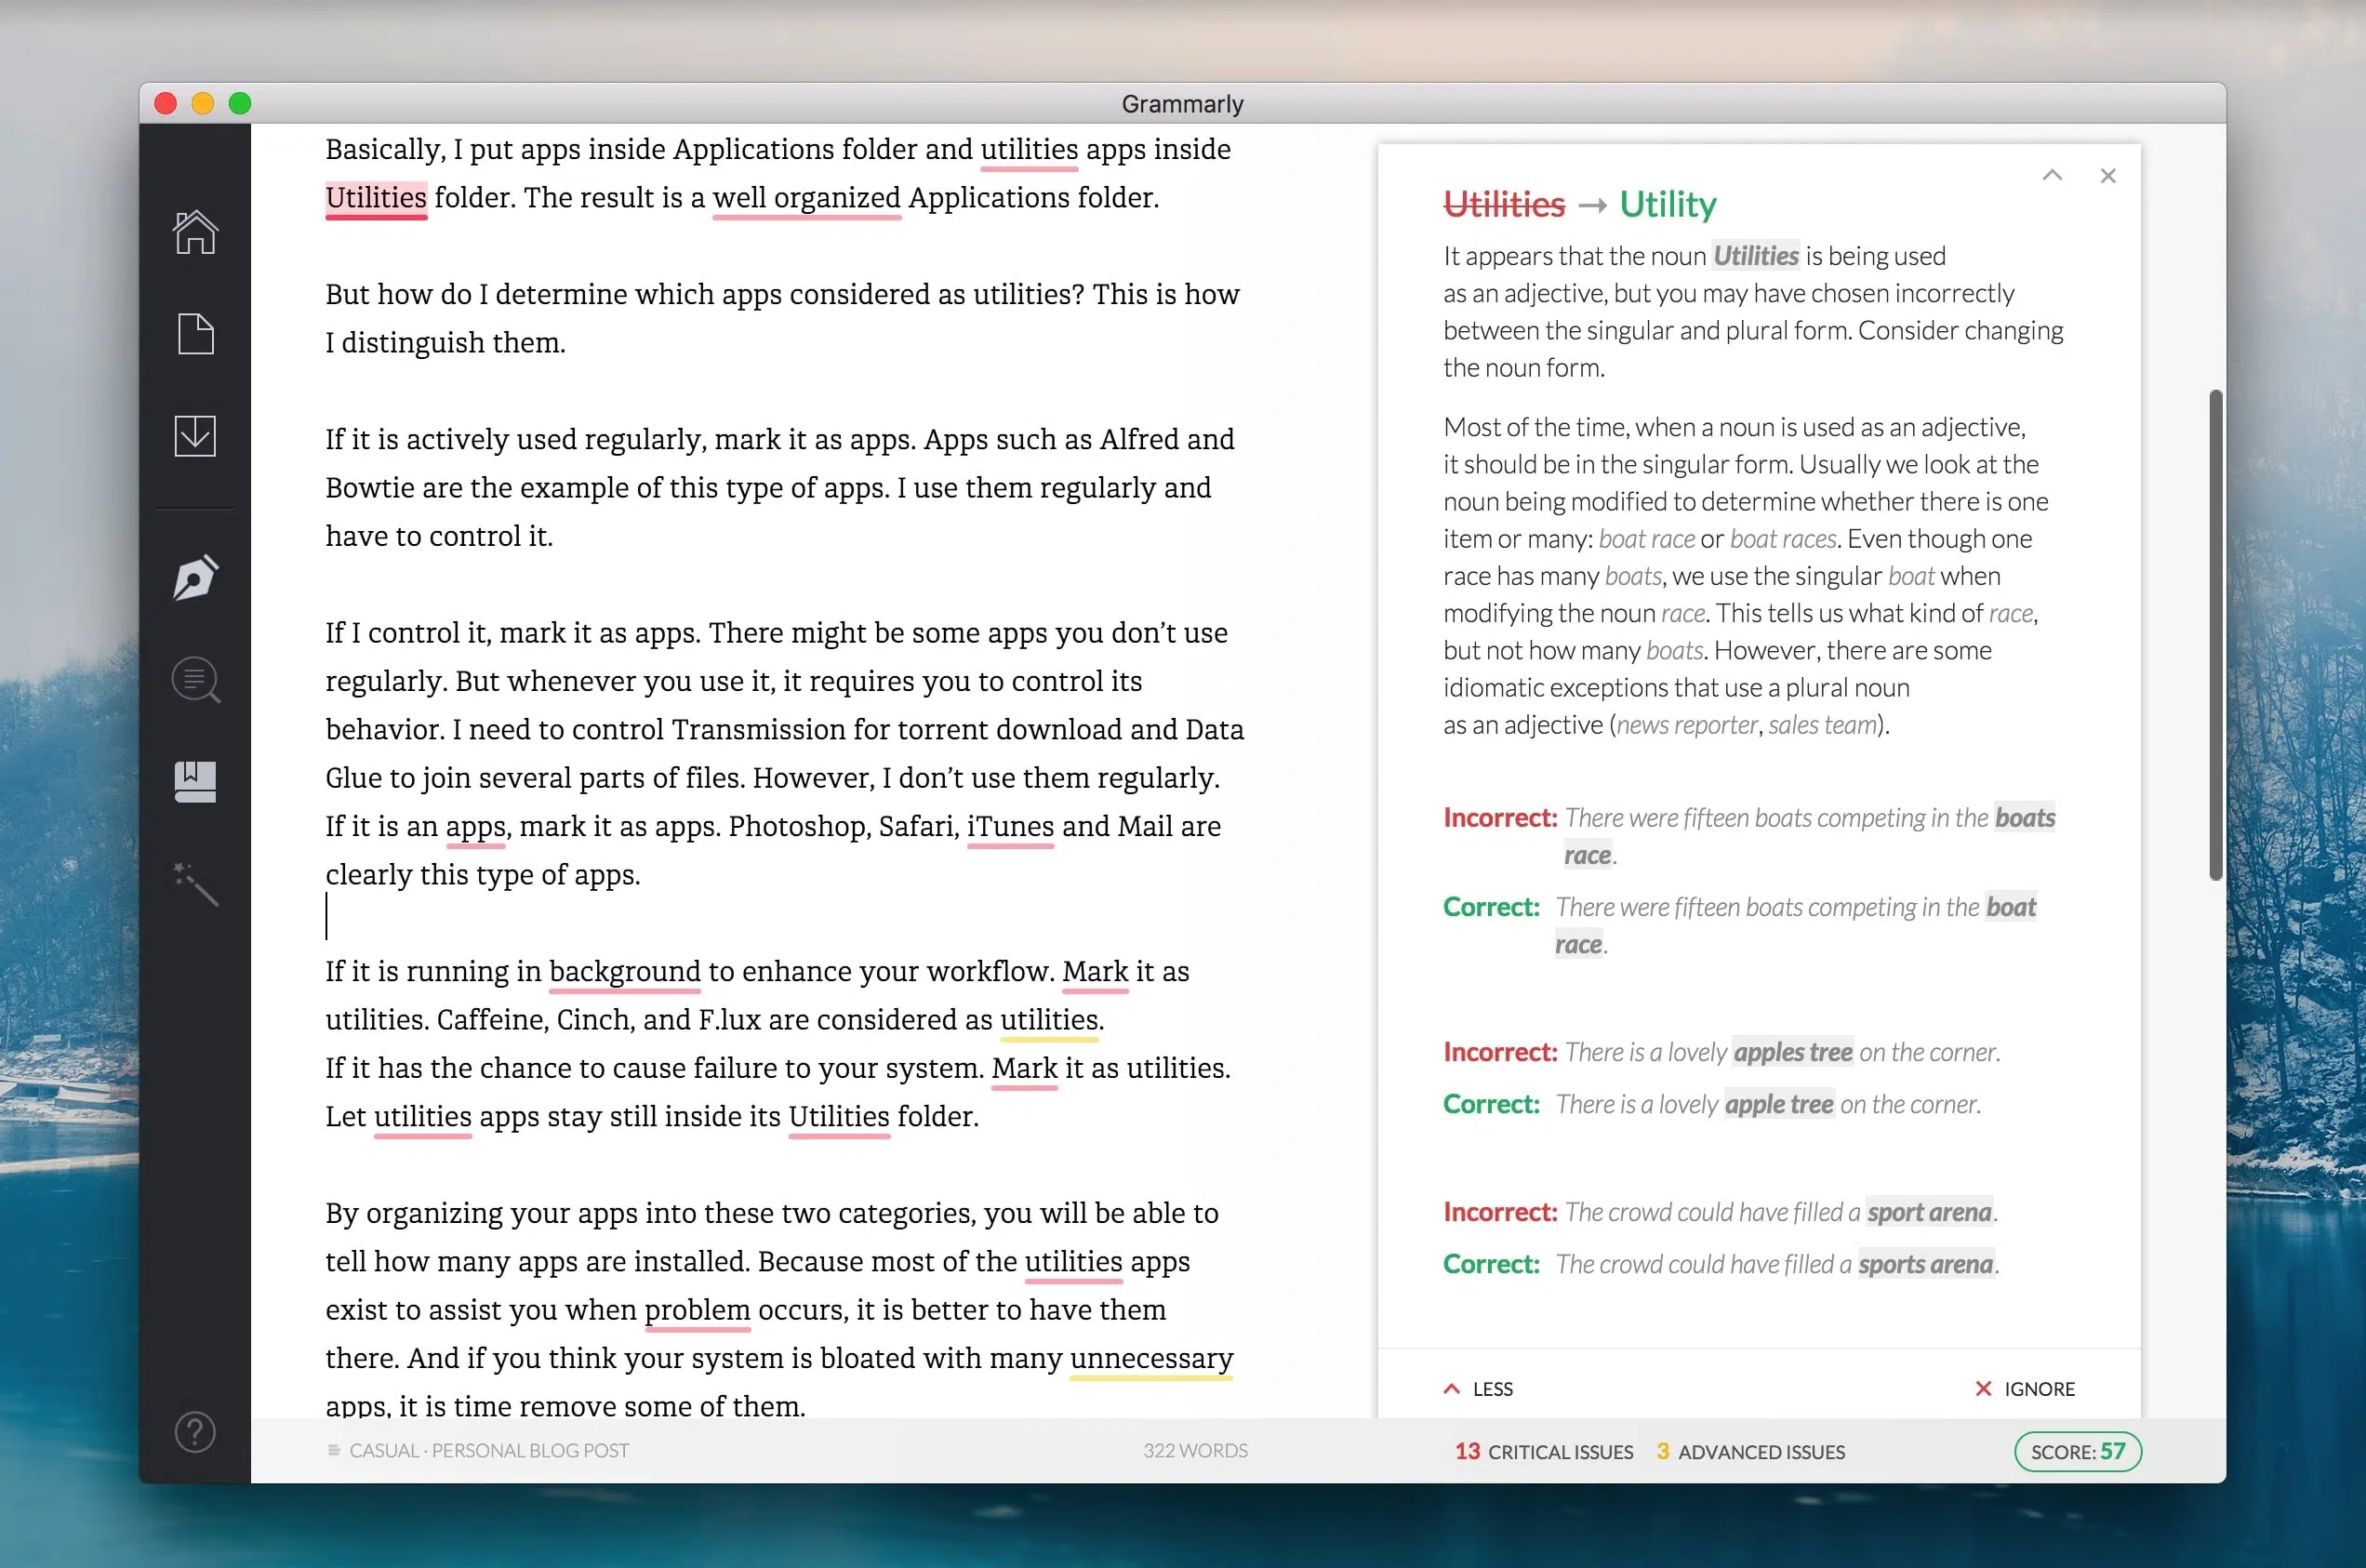 Grammarly
Basically, I put apps inside Applications folder and utilities apps inside
Utilities folder. The result is a well organized Applications folder.
But how do I determine which apps considered as utilities? This is how
I distinguish them.
If it is actively used regularly, mark it as apps. Apps such as Alfred and
Bowtie are the example of this type of apps. I use them regularly and
have to control it.
If I control it, mark it as apps. There might be some apps you don’t use
regularly. But whenever you use it, it requires you to control its
behavior. I need to control Transmission for torrent download and Data
Glue to join several parts of files. However, I don’t use them regularly.
If it is an apps, mark it as apps. Photoshop, Safari, iTunes and Mail are
clearly this type of apps.
If it is running in background to enhance your workflow. Mark it as
utilities. Caffeine, Cinch, and F.lux are considered as utilities.
If it has the chance to cause failure to your system. Mark it as utilities.
Let utilities apps stay still inside its Utilities folder.
By organizing your apps into these two categories, you will be able to
tell how many apps are installed. Because most of the utilities apps
exist to assist you when problem occurs, it is better to have them
there. And if you think your system is bloated with many unnecessary
apps, it is time remove some of them.
Utilities → Utility
It appears that the noun Utilities is being used
as an adjective, but you may have chosen incorrectly
between the singular and plural form. Consider changing
the noun form.
Most of the time, when a noun is used as an adjective,
it should be in the singular form. Usually we look at the
noun being modified to determine whether there is one
item or many: boat race or boat races. Even though one
race has many boats, we use the singular boat when
modifying the noun race. This tells us what kind of race,
but not how many boats. However, there are some
idiomatic exceptions that use a plural noun
as an adjective (news reporter, sales team).
Incorrect: There were fifteen boats competing in the boats
race.
Correct: There were fifteen boats competing in the boat
race.
Incorrect: There is a lovely apples tree on the corner.
Correct: There is a lovely apple tree on the corner.
Incorrect: The crowd could have filled a sport arena.
Correct: The crowd could have filled a sports arena.
LESS
IGNORE
CASUAL · PERSONAL BLOG POST
322 WORDS
13 CRITICAL ISSUES
3 ADVANCED ISSUES
SCORE: 57